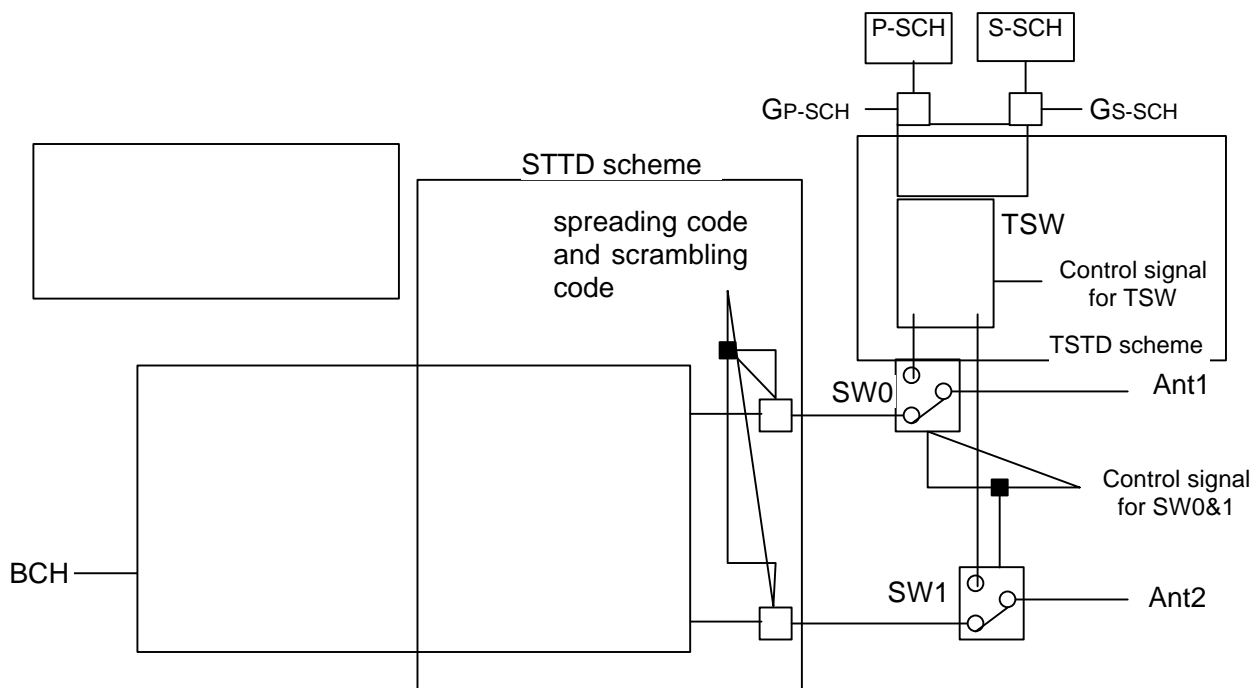 P-SCH
S-SCH
GP-SCH
GS-SCH
STTD scheme
spreading code
and scrambling
code
TSW
Control signal
for TSW
TSTD scheme
SW0
Ant1
Control signal
for SW0&1
BCH
SW1
Ant2